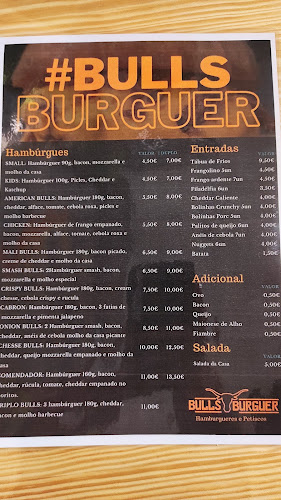 #BULLS
BURGUER
Hambúrgues
VALOR DUPLO
SMALL: Hambúrguer 90g, bacon, mozzarella e
molho da casa
4,50€ 7,00€
KIDS: Hambúrguer 100g, Picles, Cheddar e
Ketchup
4,50€ 7,00€
AMERICAN BULLS: Hambúrguer 180g, bacon,
cheddar, alface, tomate, cebola roxa, picles e
molho barbecue
5,50€ 8,00€
CHICKEN: Hambúrguer de frango empanado,
bacon, mozzarella, alface, tomate, cebola roxa e
molho da casa
5,50€ 8,00€
MALI BULLS: Hambúrguer 180g, bacon picado,
creme de cheddar e molho da casa
6,50€ 9,00€
SMASH BULLS: 2Hambúrguer smash, bacon,
mozzarella e molho especial
6,50€ 9,00€
CRISPY BULLS: Hambúrguer 180g, bacon, cream
chesse, cebola crispy e rucula
7,50€ 10,00€
CABRON: Hambúrguer 180g, bacon, 3 fatias de
mozzarella e pimenta jalapeno
7,50€ 10,00€
ONION BULLS: 2 Hambúrguer smash, bacon,
cheddar, anéis de cebola e molho da casa picante
8,50€ 11,00€
CHESSE BULLS: Hambúrguer 180g, bacon,
cheddar, queijo mozzarella empanado e molho da
casa
10,00€ 12,50€
COMENDADOR: Hambúrguer 180g, bacon,
cheddar, rúcula, tomate, cheddar empanado no
doritos.
11,00€ 13,50€
TRIPLO BULLS: 3 hambúrguer 180g, cheddar,
bacon e molho barbecue
11,00€
Entradas
VALOR
Tábua de Frios 9,50€
Frangolino 5un 4,50€
Frango ardense 7un 4,50€
Piladélfia 6un 3,50€
Cheddar Caliente 4,00€
Bolinhas Crunchy 5un 4,00€
Bolinhas Porc 5un 4,00€
Palitos de queijo 6un 4,00€
Anéis de cebola 7un 4,00€
Nuggets 6un 4,00€
Batata 1,50€
Adicional
VALOR
Ovo 0,50€
Bacon 0,50€
Queijo 0,50€
Maionese de Alho 0,50€
Fiambre 0,50€
Salada
VALOR
Salada da Casa 5,00€
BULLS BURGUER
Hamburgueres e Petiscos